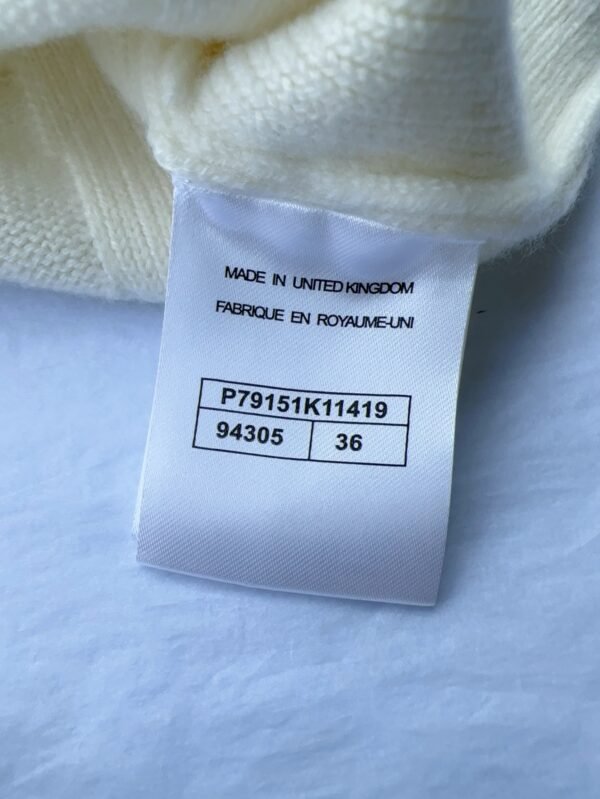 MADE IN UNITED KINGDOM
FABRIQUE EN ROYAUME-UNI
P79151K11419
94305 36